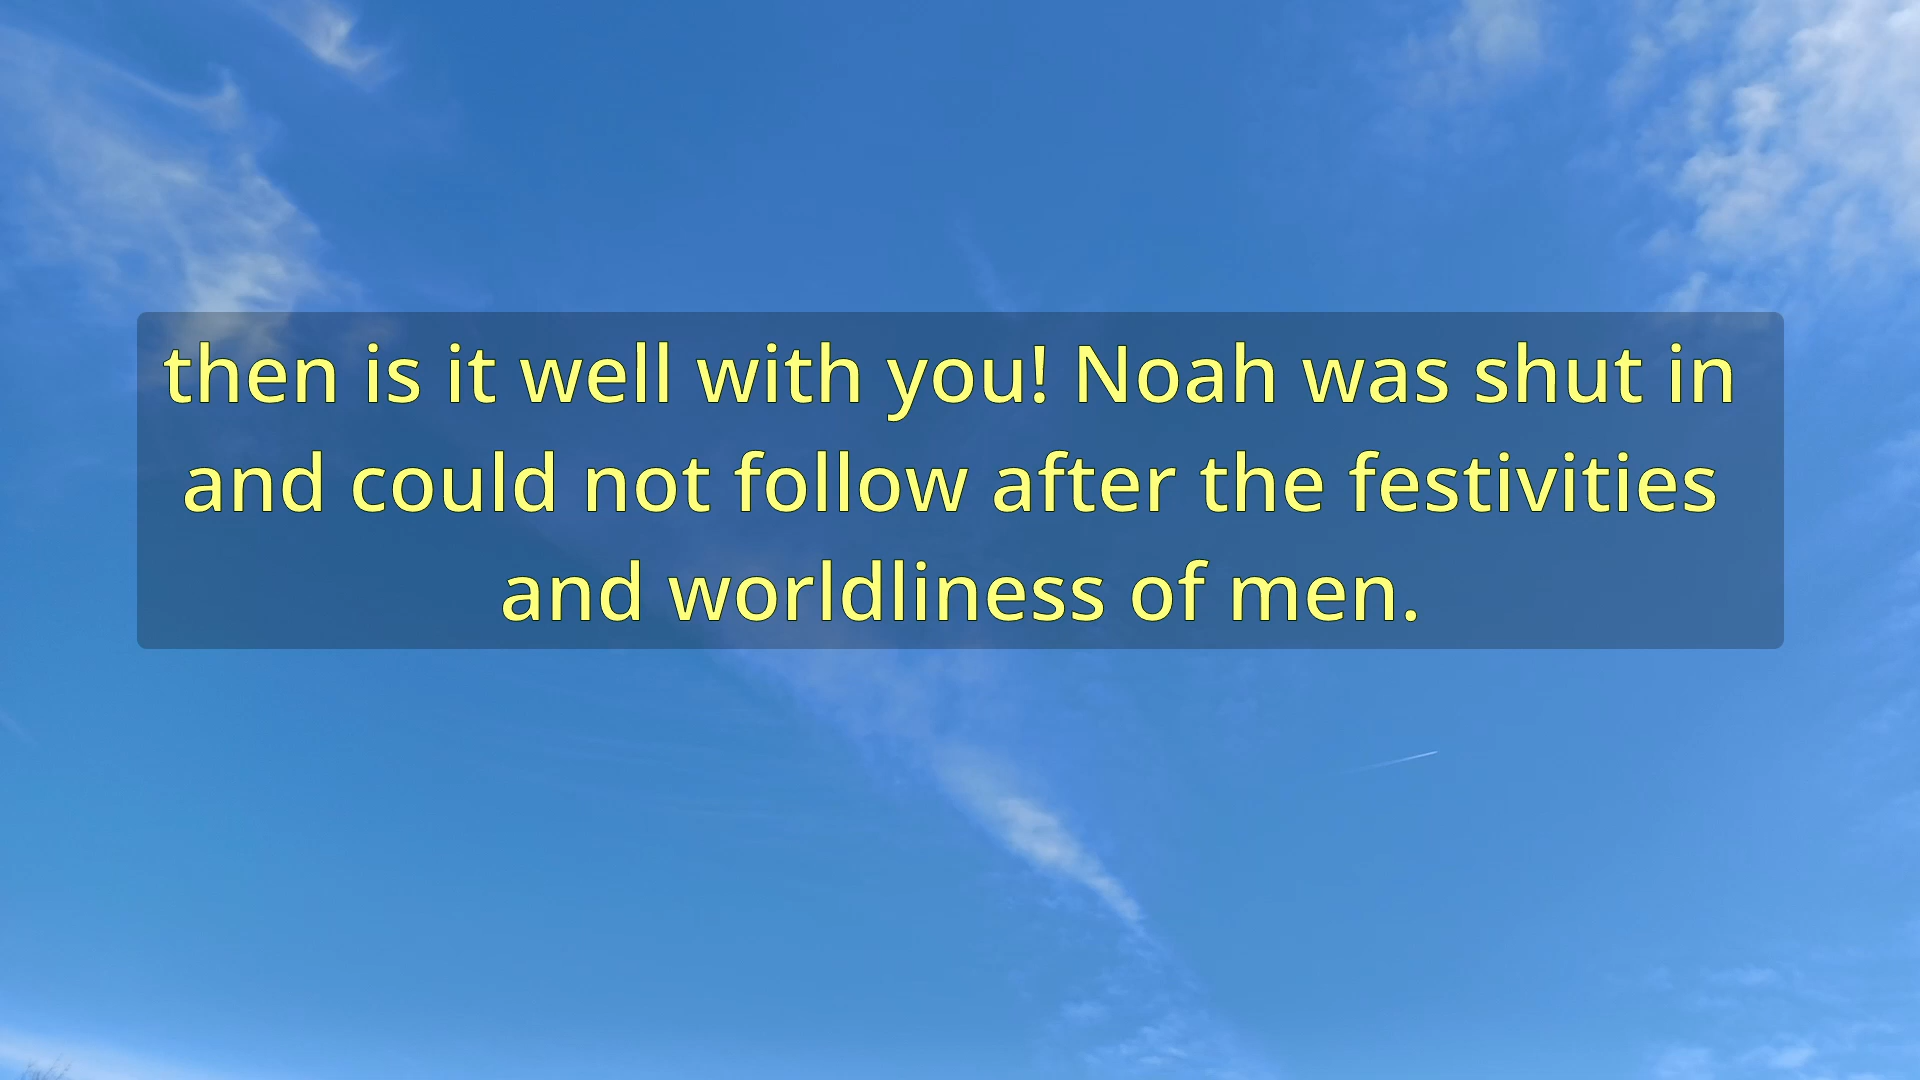 then is it well with you! Noah was shut in
and could not follow after the festivities
and worldliness of men.